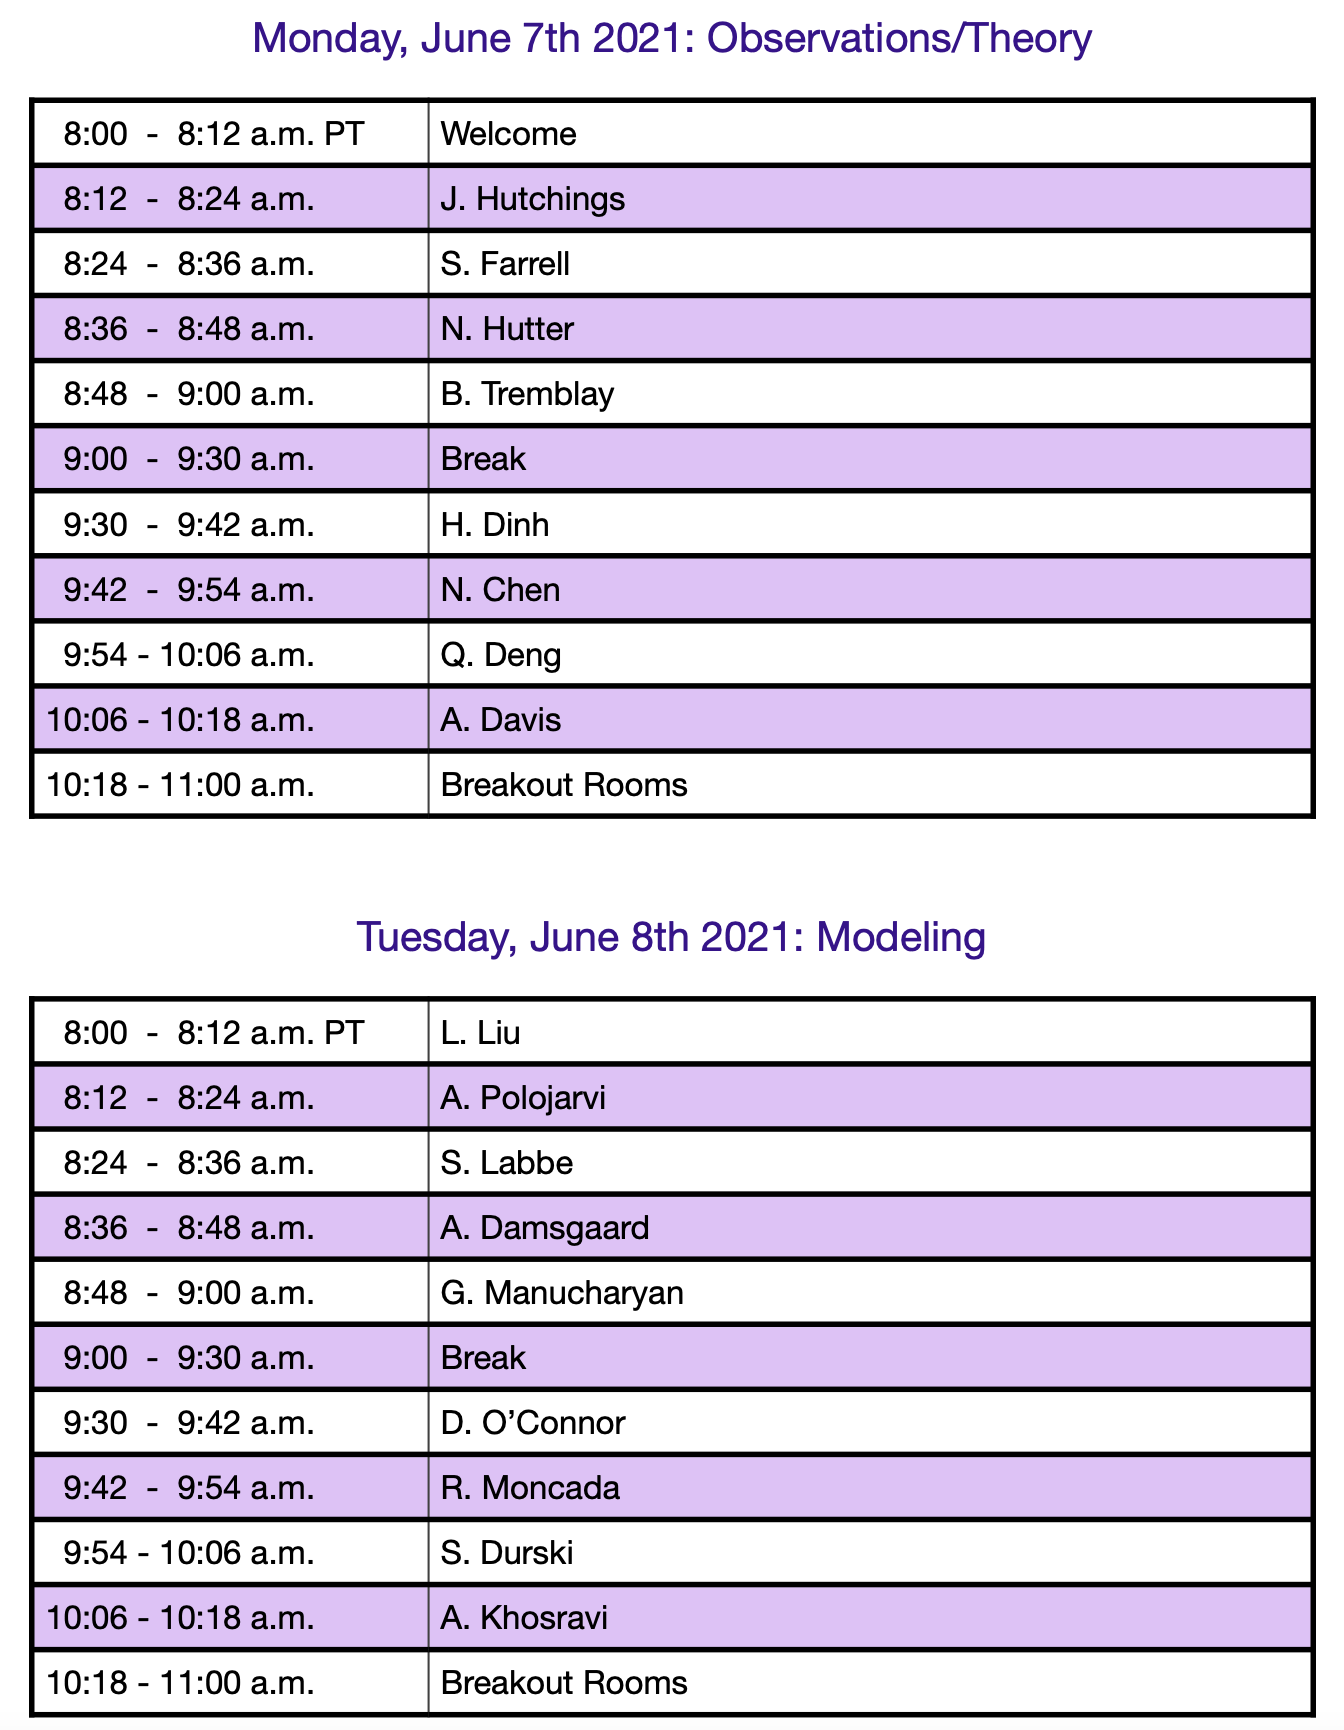 Monday, June 7th 2021: Observations/Theory
8:00 - 8:12 a.m. PT Welcome
8:12 - 8:24 a.m. J. Hutchings
8:24 - 8:36 a.m. S. Farrell
8:36 - 8:48 a.m. N. Hutter
8:48 - 9:00 a.m. B. Tremblay
9:00 - 9:30 a.m. Break
9:30 - 9:42 a.m. H. Dinh
9:42 - 9:54 a.m. N. Chen
9:54 - 10:06 a.m. Q. Deng
10:06 - 10:18 a.m. A. Davis
10:18 - 11:00 a.m. Breakout Rooms
Tuesday, June 8th 2021: Modeling
8:00 - 8:12 a.m. PT L. Liu
8:12 - 8:24 a.m. A. Polojarvi
8:24 - 8:36 a.m. S. Labbe
8:36 - 8:48 a.m. A. Damsgaard
8:48 - 9:00 a.m. G. Manucharyan
9:00 - 9:30 a.m. Break
9:30 - 9:42 a.m. D. O’Connor
9:42 - 9:54 a.m. R. Moncada
9:54 - 10:06 a.m. S. Durski
10:06 - 10:18 a.m. A. Khosravi
10:18 - 11:00 a.m. Breakout Rooms